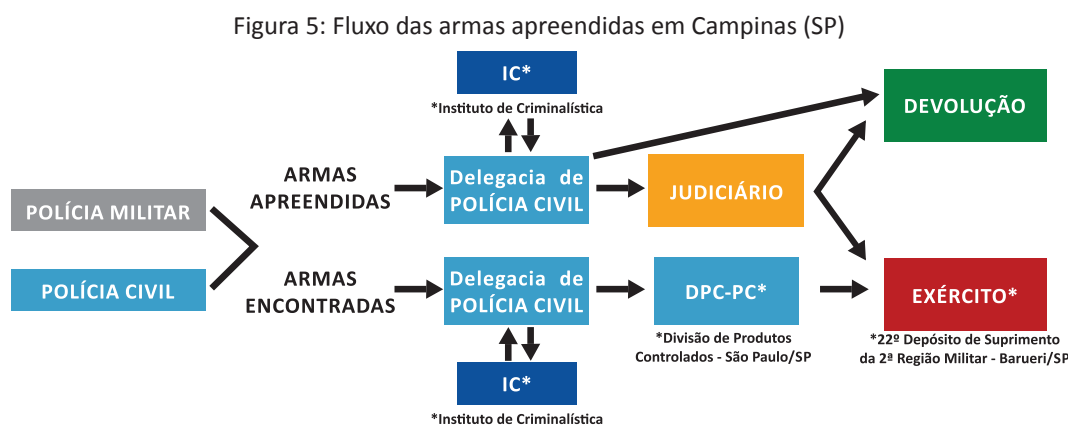 Figura 5: Fluxo das armas apreendidas em Campinas (SP)
IC*
*Instituto de Criminalística
DEVOLUÇÃO
ARMAS
APREENDIDAS
Delegacia de
POLÍCIA CIVIL
JUDICIÁRIO
POLÍCIA MILITAR
POLÍCIA CIVIL
ARMAS
ENCONTRADAS
Delegacia de
POLÍCIA CIVIL
DPC-PC*
*Divisão de Produtos
Controlados - São Paulo/SP
EXÉRCITO*
*22º Depósito de Suprimento
da 2ª Região Militar - Barueri/SP
IC*
*Instituto de Criminalística